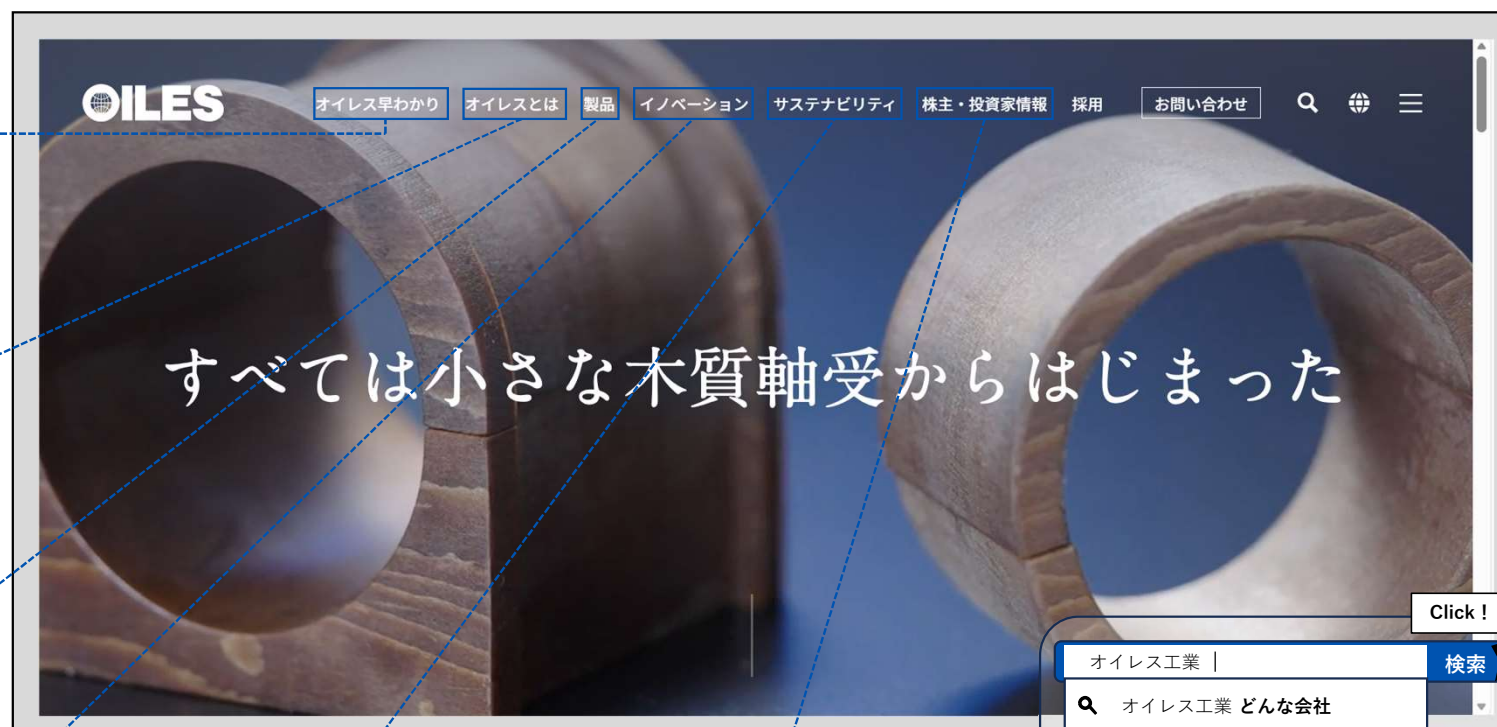 OILES
オイレス早わかり オイレスとは 製品 イノベーション サステナビリティ 株主・投資家情報 採用 お問い合わせ
すべては小さな木質軸受からはじまった
Click！
オイレス工業 検索
オイレス工業 どんな会社